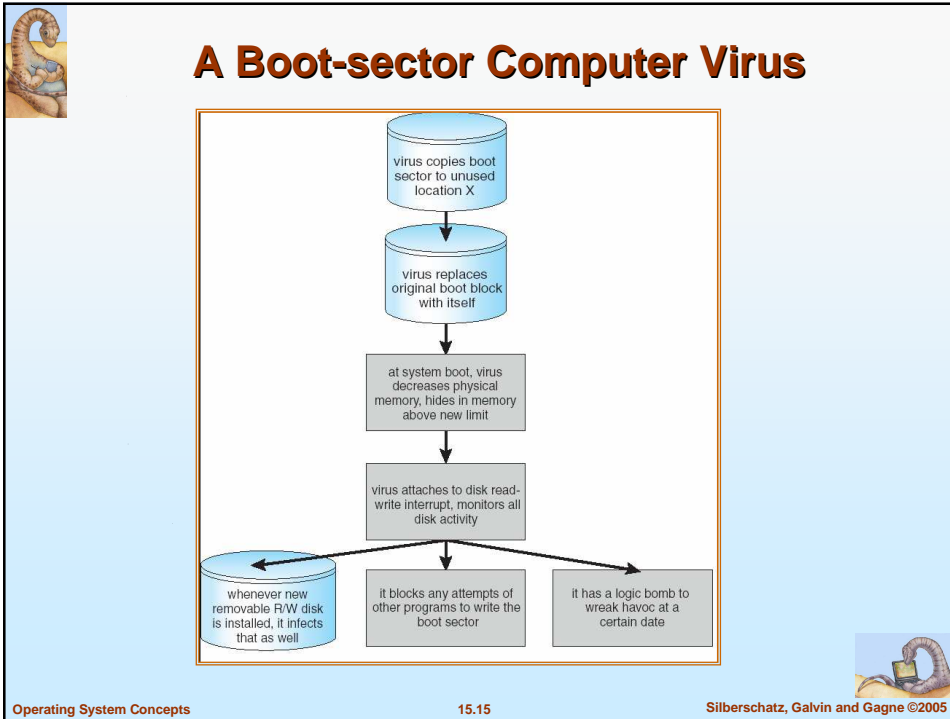 A Boot-sector Computer Virus
virus copies boot
sector to unused
location X
virus replaces
original boot block
with itself
at system boot, virus
decreases physical
memory, hides in memory
above new limit
virus attaches to disk read-
write interrupt, monitors all
disk activity
whenever new
removable R/W disk
is installed, it infects
that as well
it blocks any attempts of
other programs to write the
boot sector
it has a logic bomb to
wreak havoc at a
certain date
Operating System Concepts
15.15
Silberschatz, Galvin and Gagne ©2005